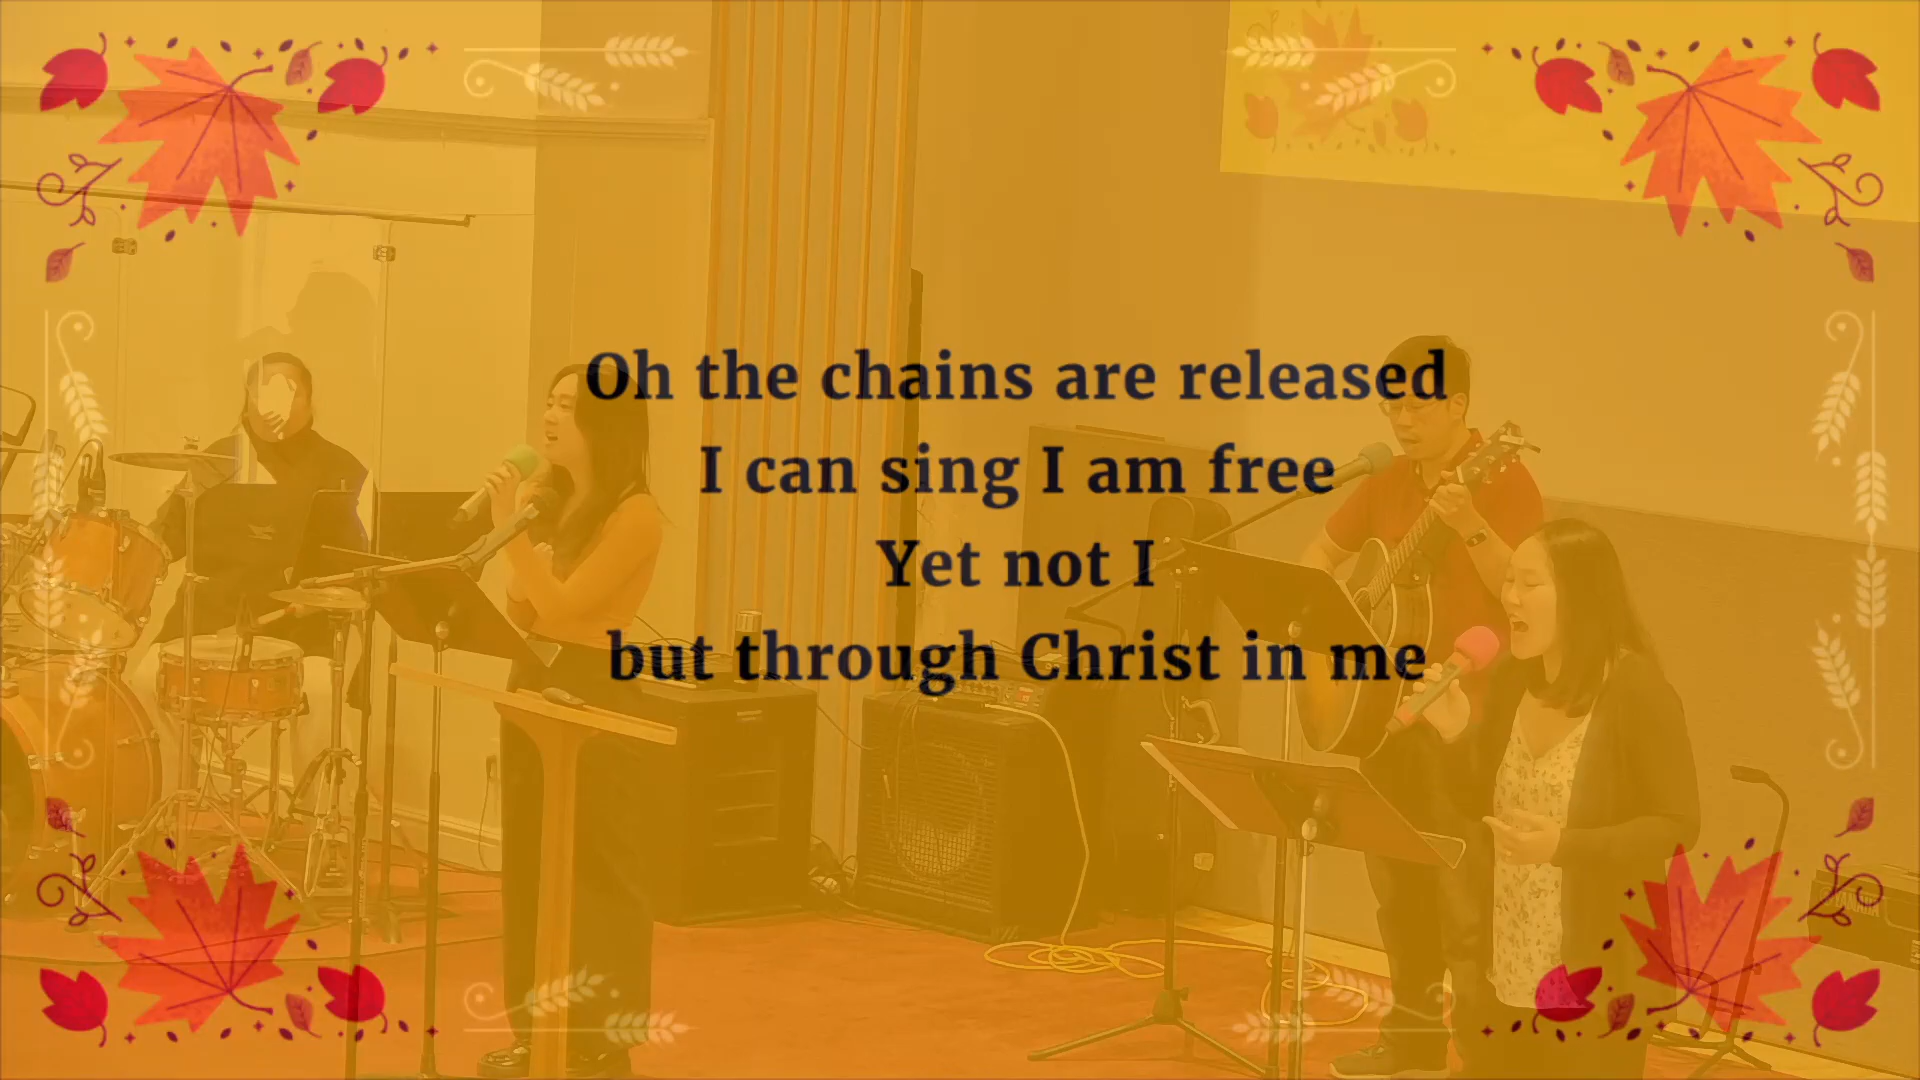 Oh the chains are released
I can sing I am free
Yet not I
but through Christ in me